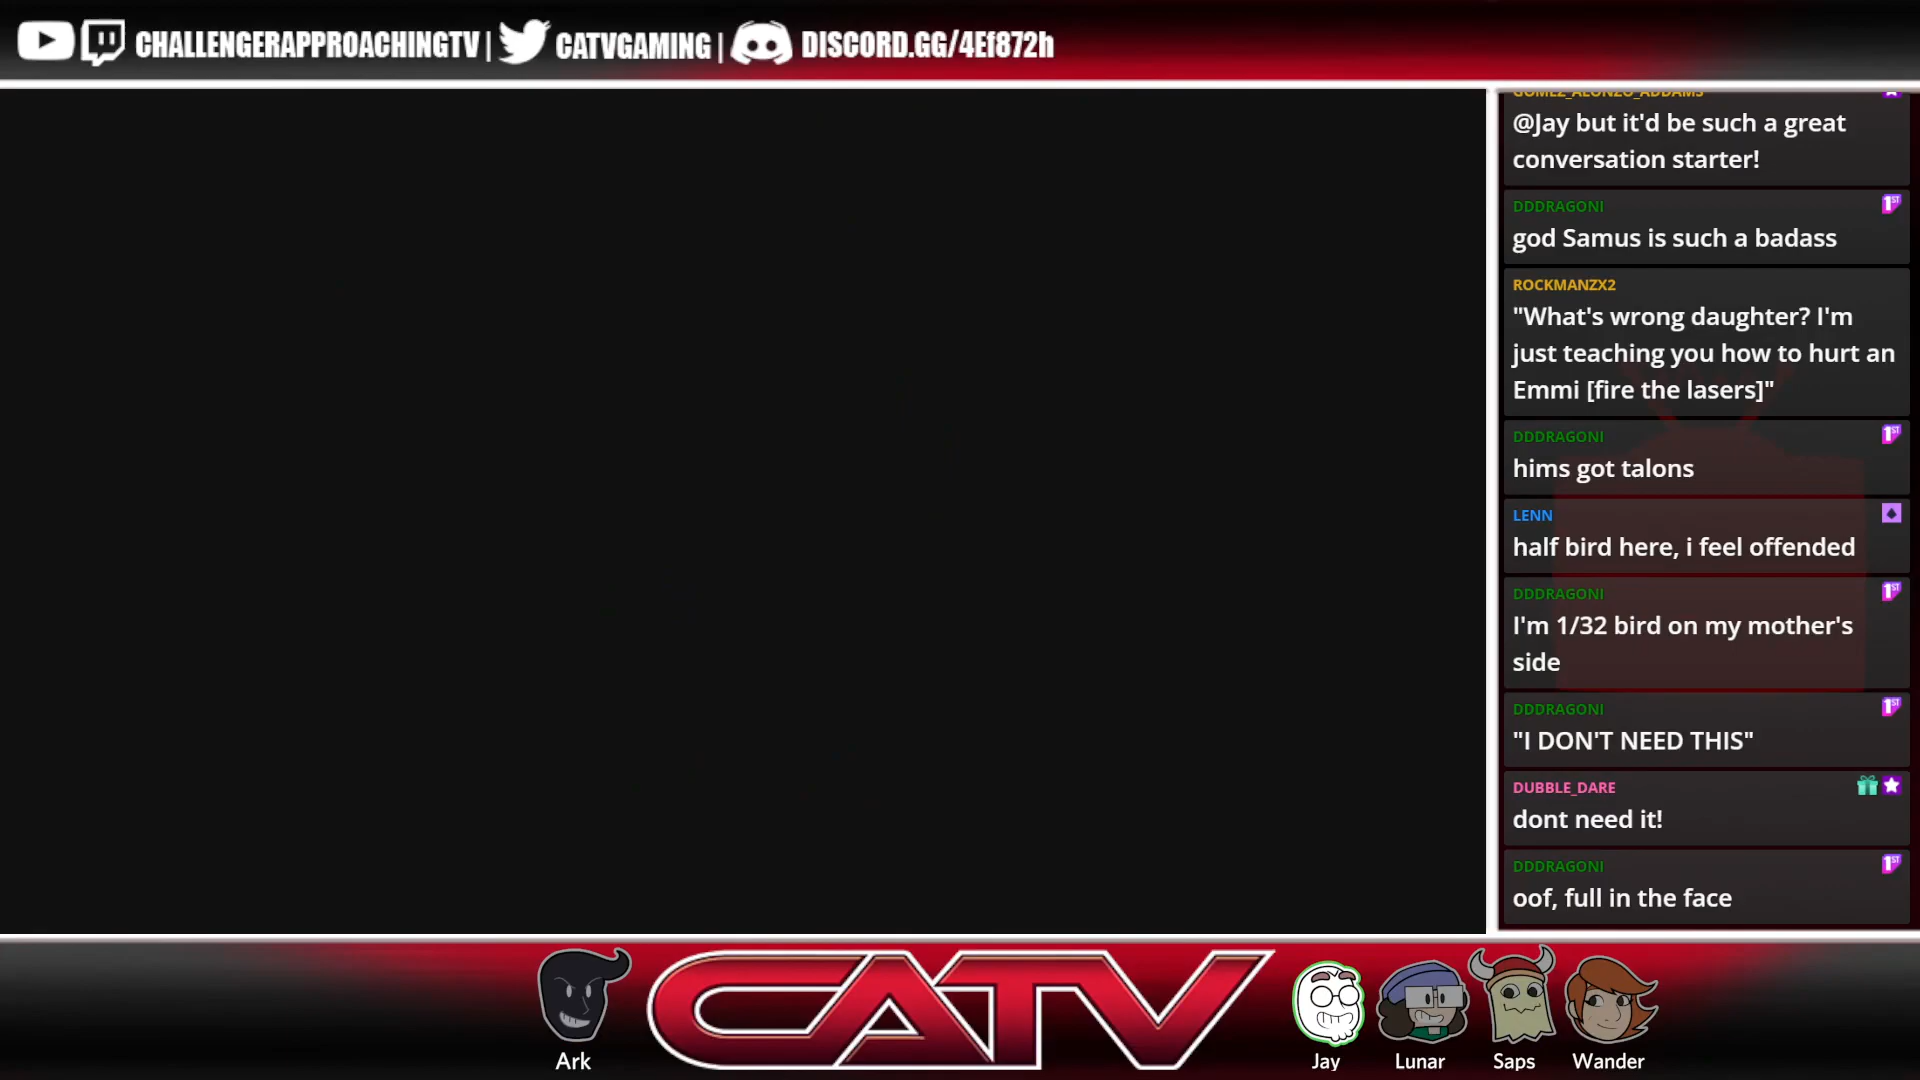 CHALLENGERAPPROACHINGTV | CATVGAMING | DISCORD.GG/4Ef872h
GOMEZ_ALONZO_ADDAMS
@Jay but it'd be such a great
conversation starter!
DDDRAGONI
god Samus is such a badass
ROCKMANZX2
"What's wrong daughter? I'm
just teaching you how to hurt an
Emmi [fire the lasers]"
DDDRAGONI
hims got talons
LENN
half bird here, i feel offended
DDDRAGONI
I'm 1/32 bird on my mother's
side
DDDRAGONI
"I DON'T NEED THIS"
DUBBLE_DARE
dont need it!
DDDRAGONI
oof, full in the face
CATV
Ark Jay Lunar Saps Wander